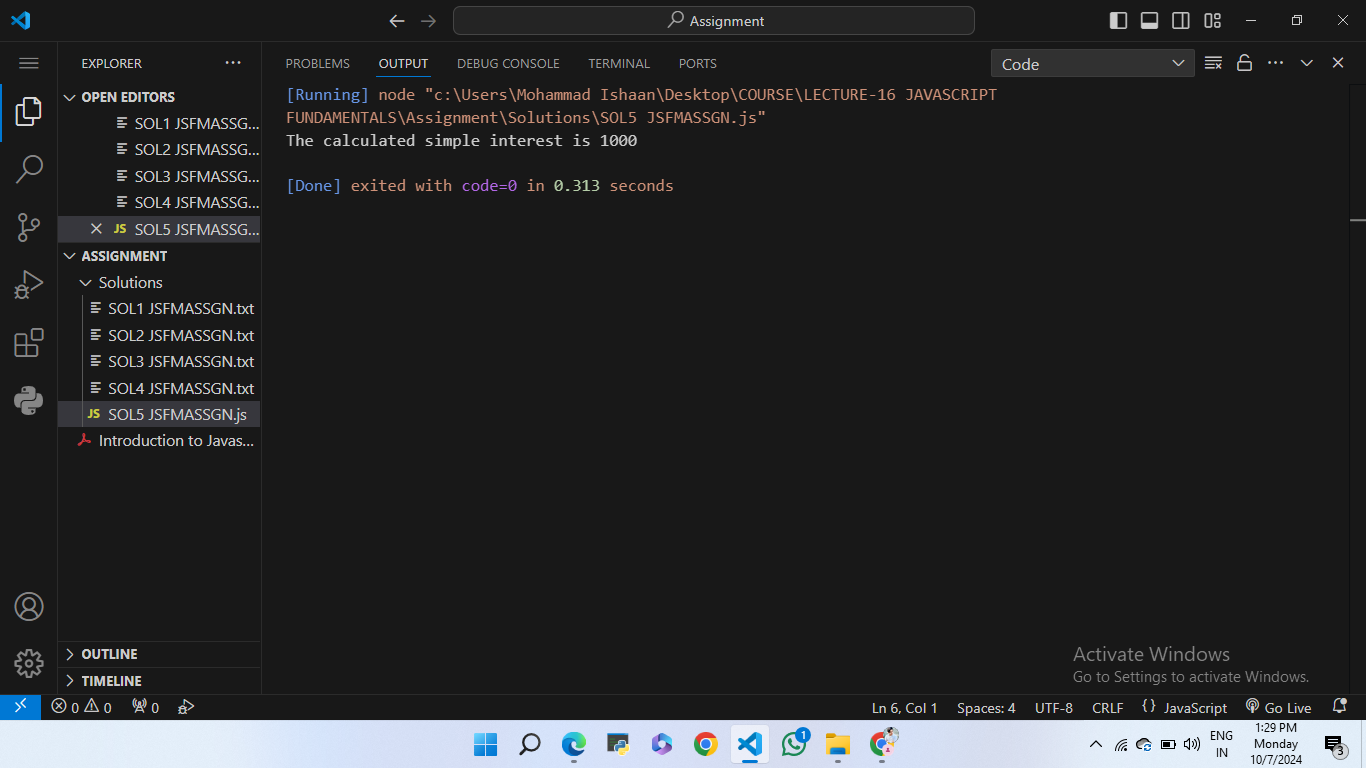 Assignment
EXPLORER
PROBLEMS OUTPUT DEBUG CONSOLE TERMINAL PORTS
Code
OPEN EDITORS
SOL1 JSFMASSG...
SOL2 JSFMASSG...
SOL3 JSFMASSG...
SOL4 JSFMASSG...
JS SOL5 JSFMASSG...
ASSIGNMENT
Solutions
SOL1 JSFMASSGN.txt
SOL2 JSFMASSGN.txt
SOL3 JSFMASSGN.txt
SOL4 JSFMASSGN.txt
JS SOL5 JSFMASSGN.js
Introduction to Javas...
OUTLINE
TIMELINE
[Running] node "c:\Users\Mohammad Ishaan\Desktop\COURSE\LECTURE-16 JAVASCRIPT
FUNDAMENTALS\Assignment\Solutions\SOL5 JSFMASSGN.js"
The calculated simple interest is 1000
[Done] exited with code=0 in 0.313 seconds
Activate Windows
Go to Settings to activate Windows.
0 0 0 Ln 6, Col 1 Spaces: 4 UTF-8 CRLF {} JavaScript Go Live
1
ENG
IN
1:29 PM
Monday
10/7/2024
3